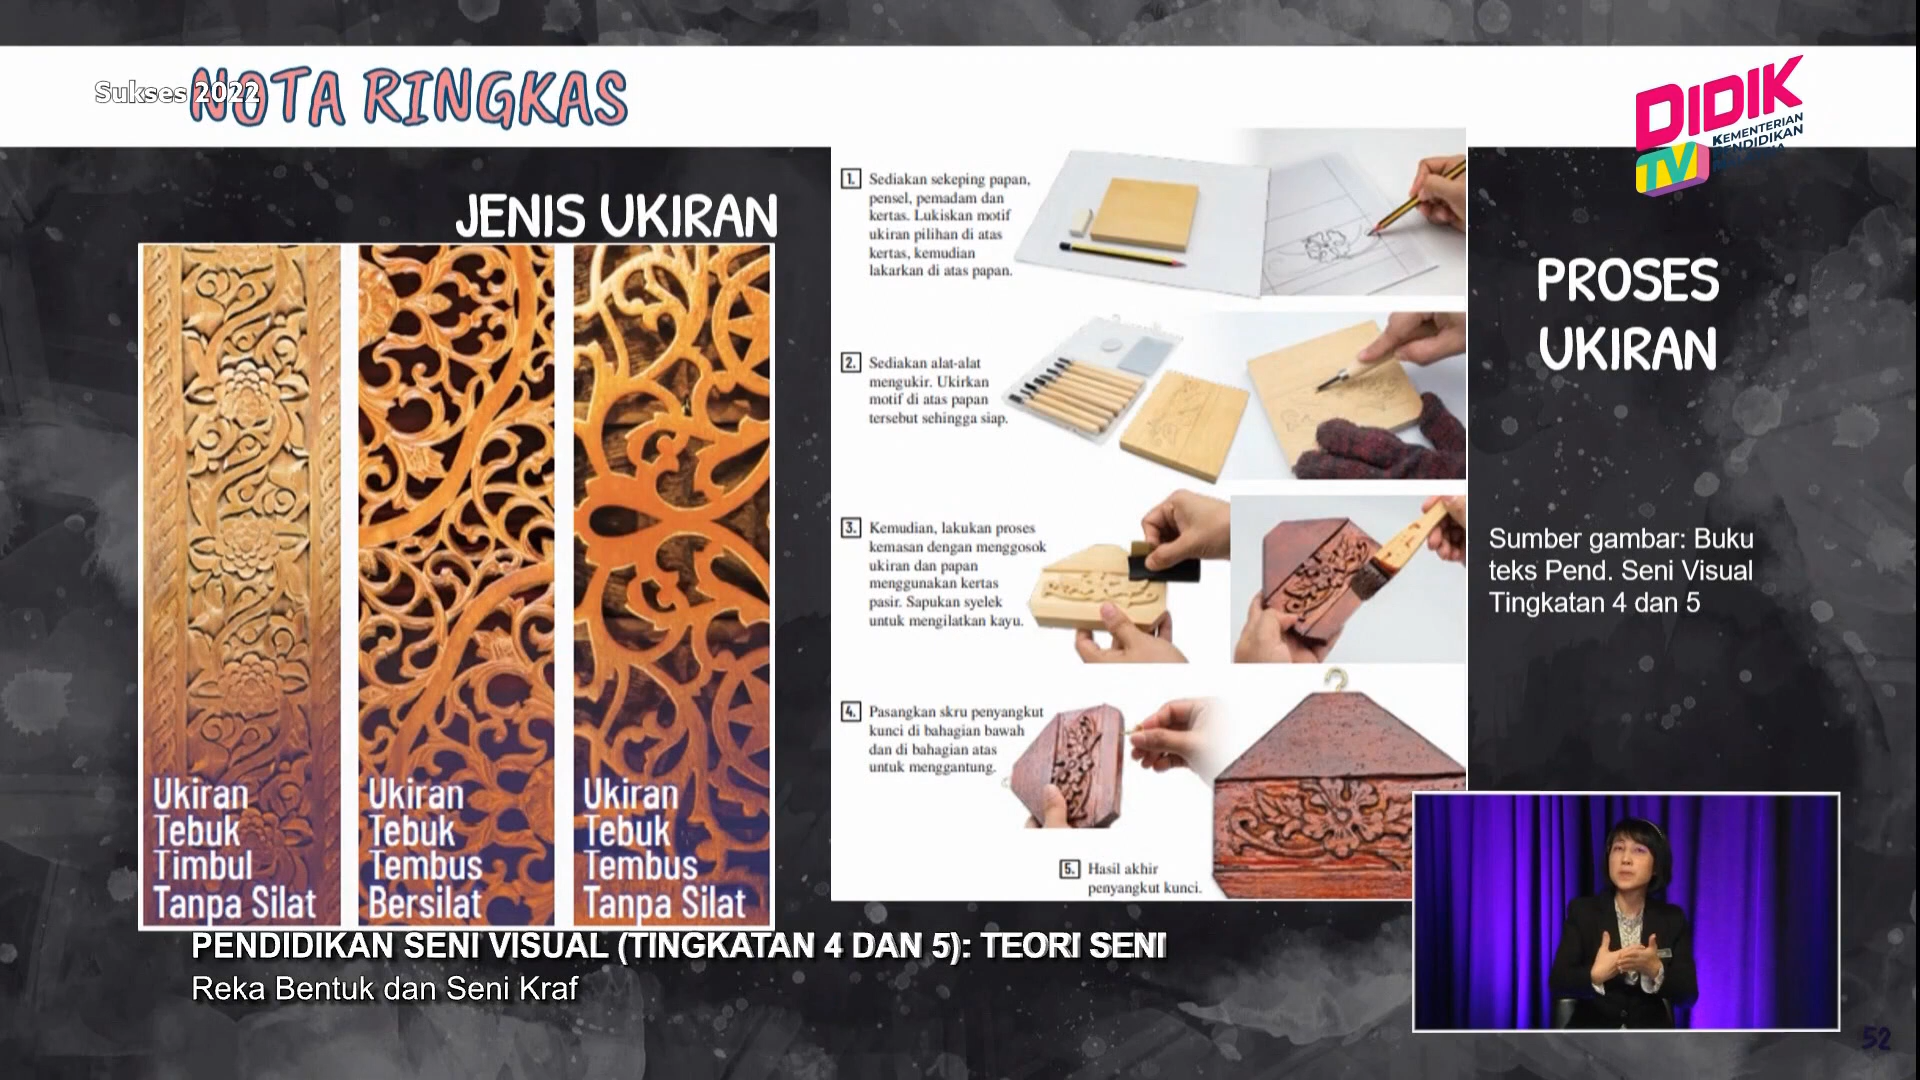 Sukses 2022
NOTA RINGKAS
DIDIK
TV
KEMENTERIAN
PENDIDIKAN
JENIS UKIRAN
Ukiran
Tebuk
Timbul
Tanpa Silat
Ukiran
Tebuk
Tembus
Bersilat
Ukiran
Tebuk
Tembus
Tanpa Silat
1. Sediakan sekeping papan,
pensel, pemadam dan
kertas. Lukiskan motif
ukiran pilihan di atas
kertas, kemudian
lakarkan di atas papan.
2. Sediakan alat-alat
mengukir. Ukirkan
motif di atas papan
tersebut sehingga siap.
3. Kemudian, lakukan proses
kemasan dengan menggosok
ukiran dan papan
menggunakan kertas
pasir. Sapukan syelek
untuk mengilatkan kayu.
4. Pasangkan skru penyangkut
kunci di bahagian bawah
dan di bahagian atas
untuk menggantung.
5. Hasil akhir
penyangkut kunci.
PROSES
UKIRAN
Sumber gambar: Buku
teks Pend. Seni Visual
Tingkatan 4 dan 5
PENDIDIKAN SENI VISUAL (TINGKATAN 4 DAN 5): TEORI SENI
Reka Bentuk dan Seni Kraf
52